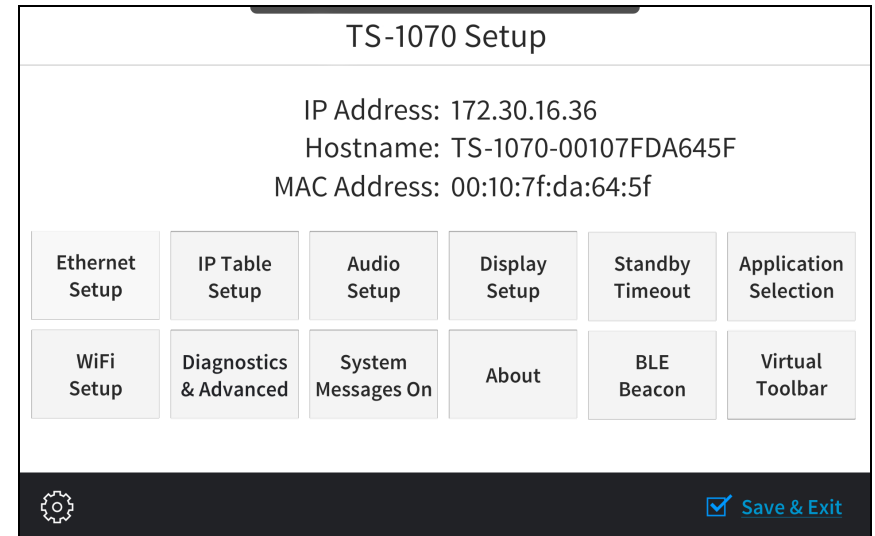 TS-1070 Setup
IP Address: 172.30.16.36
Hostname: TS-1070-00107FDA645F
MAC Address: 00:10:7f:da:64:5f
Ethernet Setup
IP Table Setup
Audio Setup
Display Setup
Standby Timeout
Application Selection
WiFi Setup
Diagnostics & Advanced
System Messages On
About
BLE Beacon
Virtual Toolbar
Save & Exit